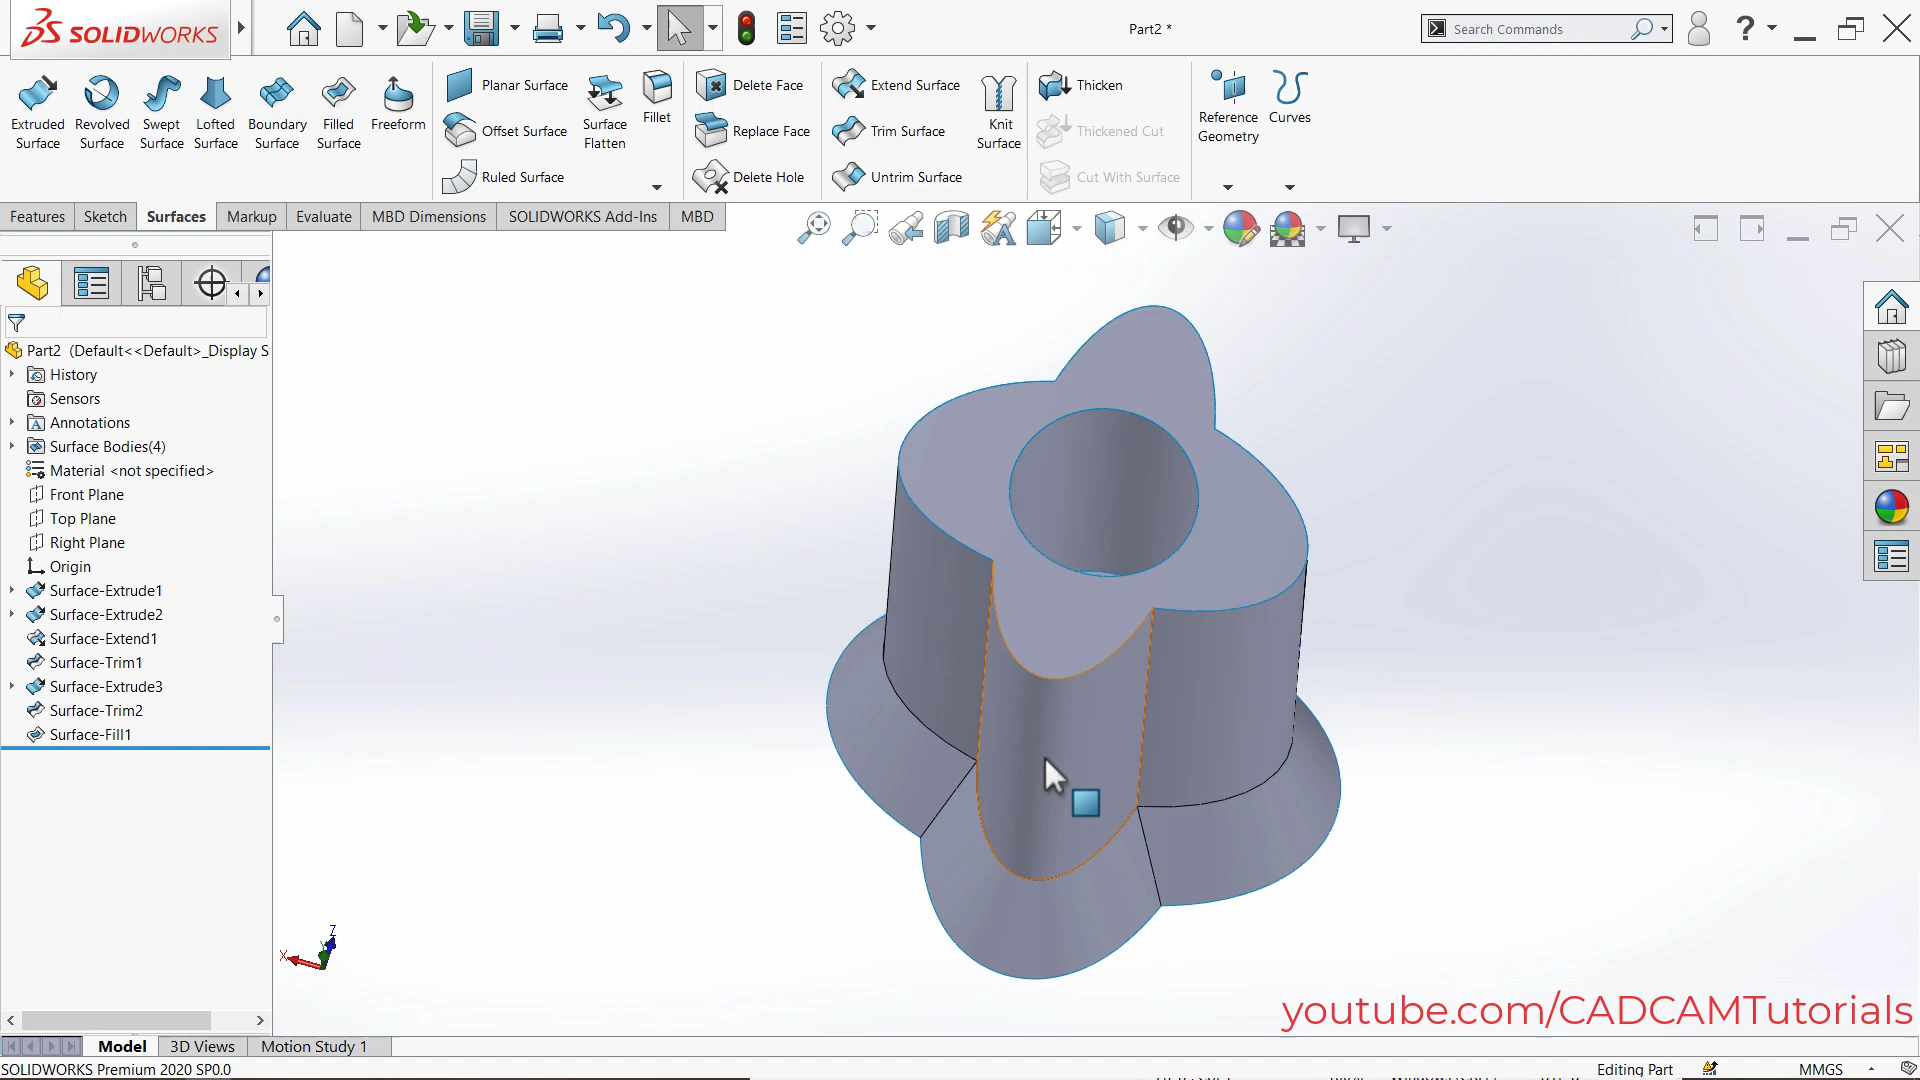 SOLIDWORKS
Part2 *
Search Commands
Extruded Surface
Revolved Surface
Swept Surface
Lofted Surface
Boundary Surface
Filled Surface
Freeform
Planar Surface
Offset Surface
Ruled Surface
Surface Flatten
Fillet
Delete Face
Replace Face
Delete Hole
Extend Surface
Trim Surface
Untrim Surface
Knit Surface
Thicken
Thickened Cut
Cut With Surface
Reference Geometry
Curves
Features
Sketch
Surfaces
Markup
Evaluate
MBD Dimensions
SOLIDWORKS Add-Ins
MBD
Part2 (Default<<Default>_Display S
History
Sensors
Annotations
Surface Bodies(4)
Material <not specified>
Front Plane
Top Plane
Right Plane
Origin
Surface-Extrude1
Surface-Extrude2
Surface-Extend1
Surface-Trim1
Surface-Extrude3
Surface-Trim2
Surface-Fill1
Z
X
youtube.com/CADCAMTutorials
Model
3D Views
Motion Study 1
SOLIDWORKS Premium 2020 SP0.0
Editing Part
MMGS